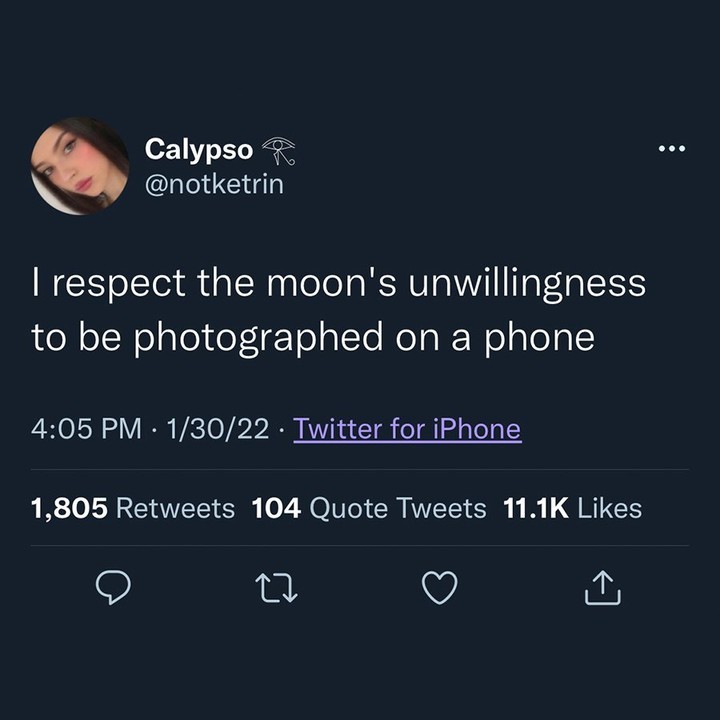 Calypso 𓂀
@notketrin
I respect the moon's unwillingness
to be photographed on a phone
4:05 PM · 1/30/22 · Twitter for iPhone
1,805 Retweets 104 Quote Tweets 11.1K Likes